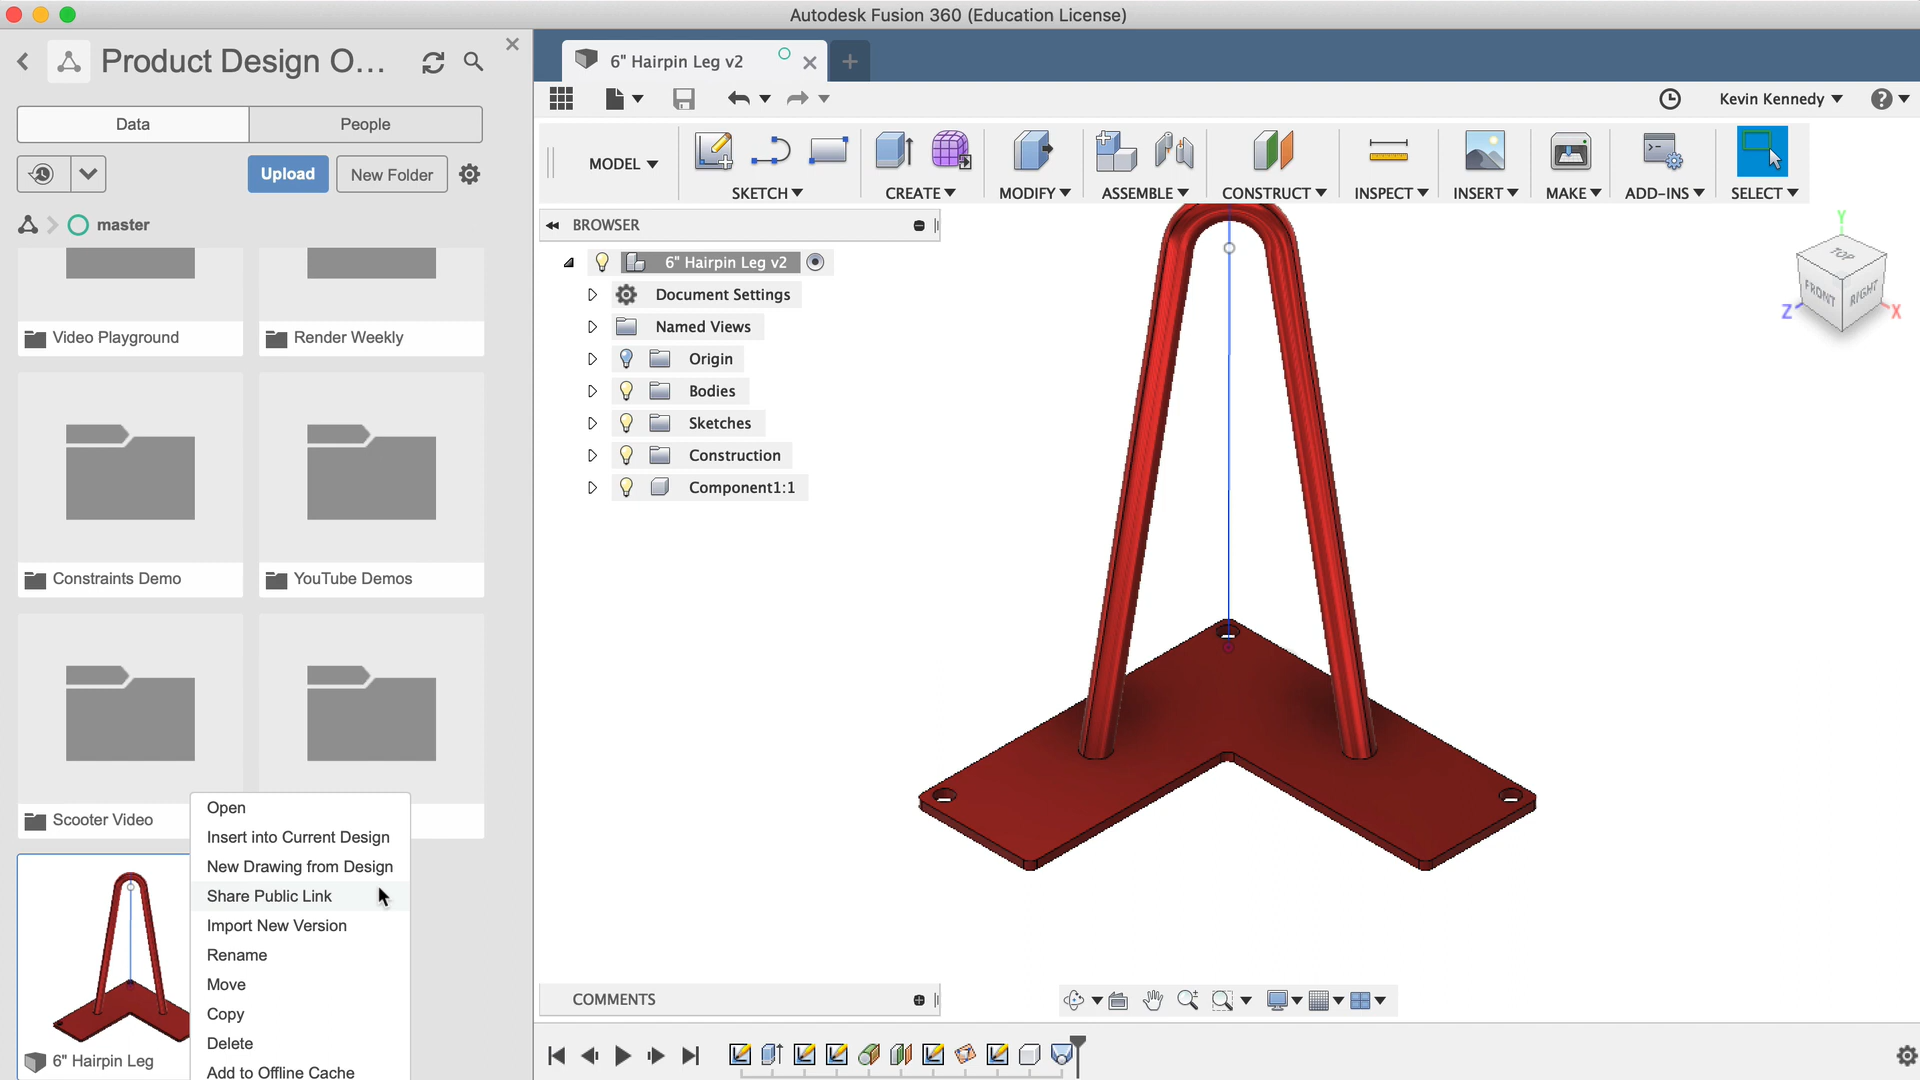 Autodesk Fusion 360 (Education License)
Product Design O...
6" Hairpin Leg v2
Kevin Kennedy
Data
People
Upload
New Folder
master
MODEL
SKETCH
CREATE
MODIFY
ASSEMBLE
CONSTRUCT
INSPECT
INSERT
MAKE
ADD-INS
SELECT
BROWSER
6" Hairpin Leg v2
Document Settings
Named Views
Origin
Bodies
Sketches
Construction
Component1:1
Y
TOP
FRONT
RIGHT
Z
X
Video Playground
Render Weekly
Constraints Demo
YouTube Demos
Scooter Video
Open
Insert into Current Design
New Drawing from Design
Share Public Link
Import New Version
Rename
Move
Copy
Delete
Add to Offline Cache
6" Hairpin Leg
COMMENTS